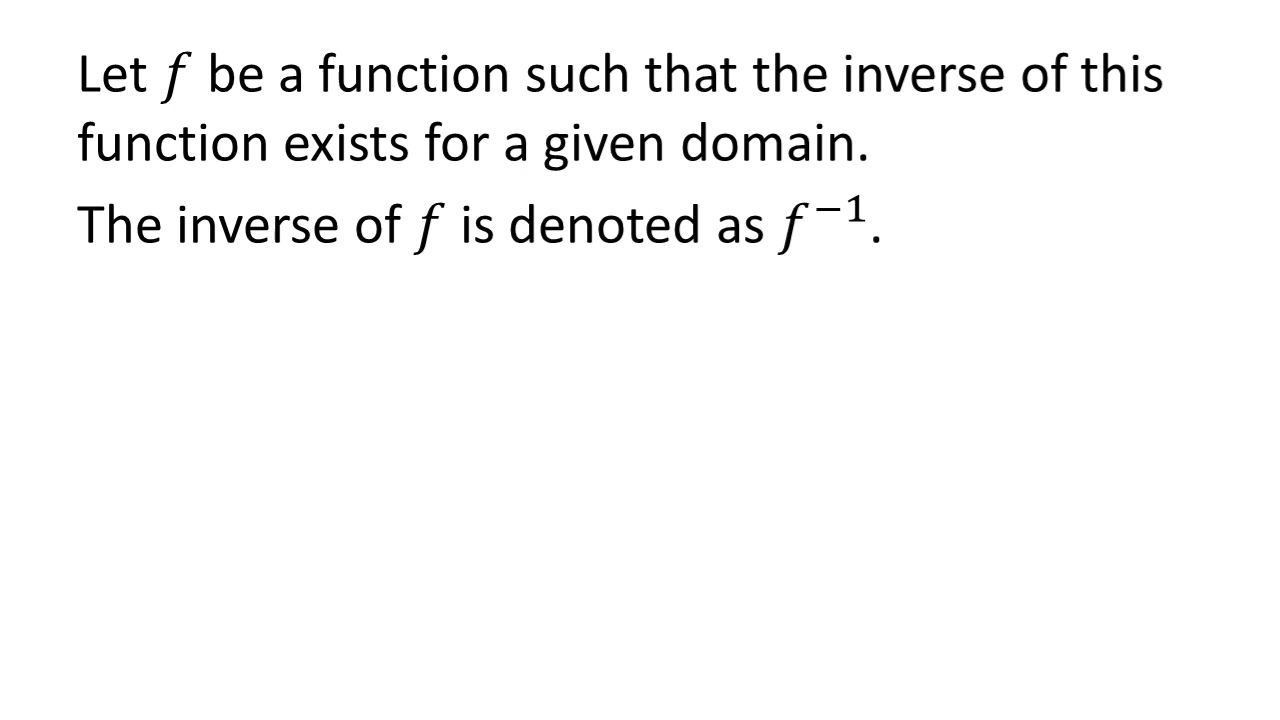 Let 𝑓 be a function such that the inverse of this
function exists for a given domain.
The inverse of 𝑓 is denoted as 𝑓⁻¹.